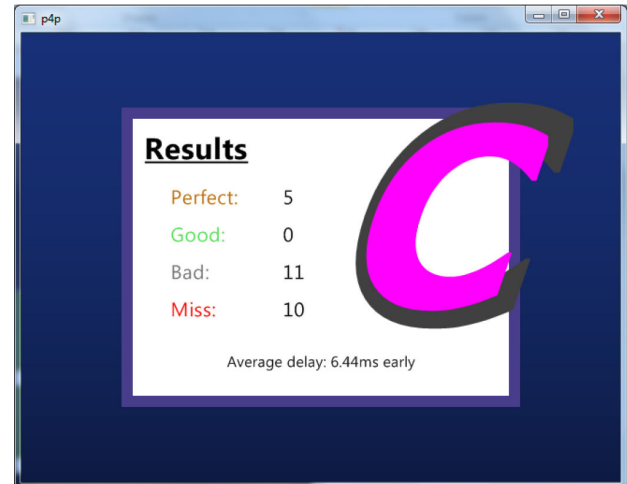 p4p
Results
Perfect: 5
Good: 0
Bad: 11
Miss: 10
C
Average delay: 6.44ms early